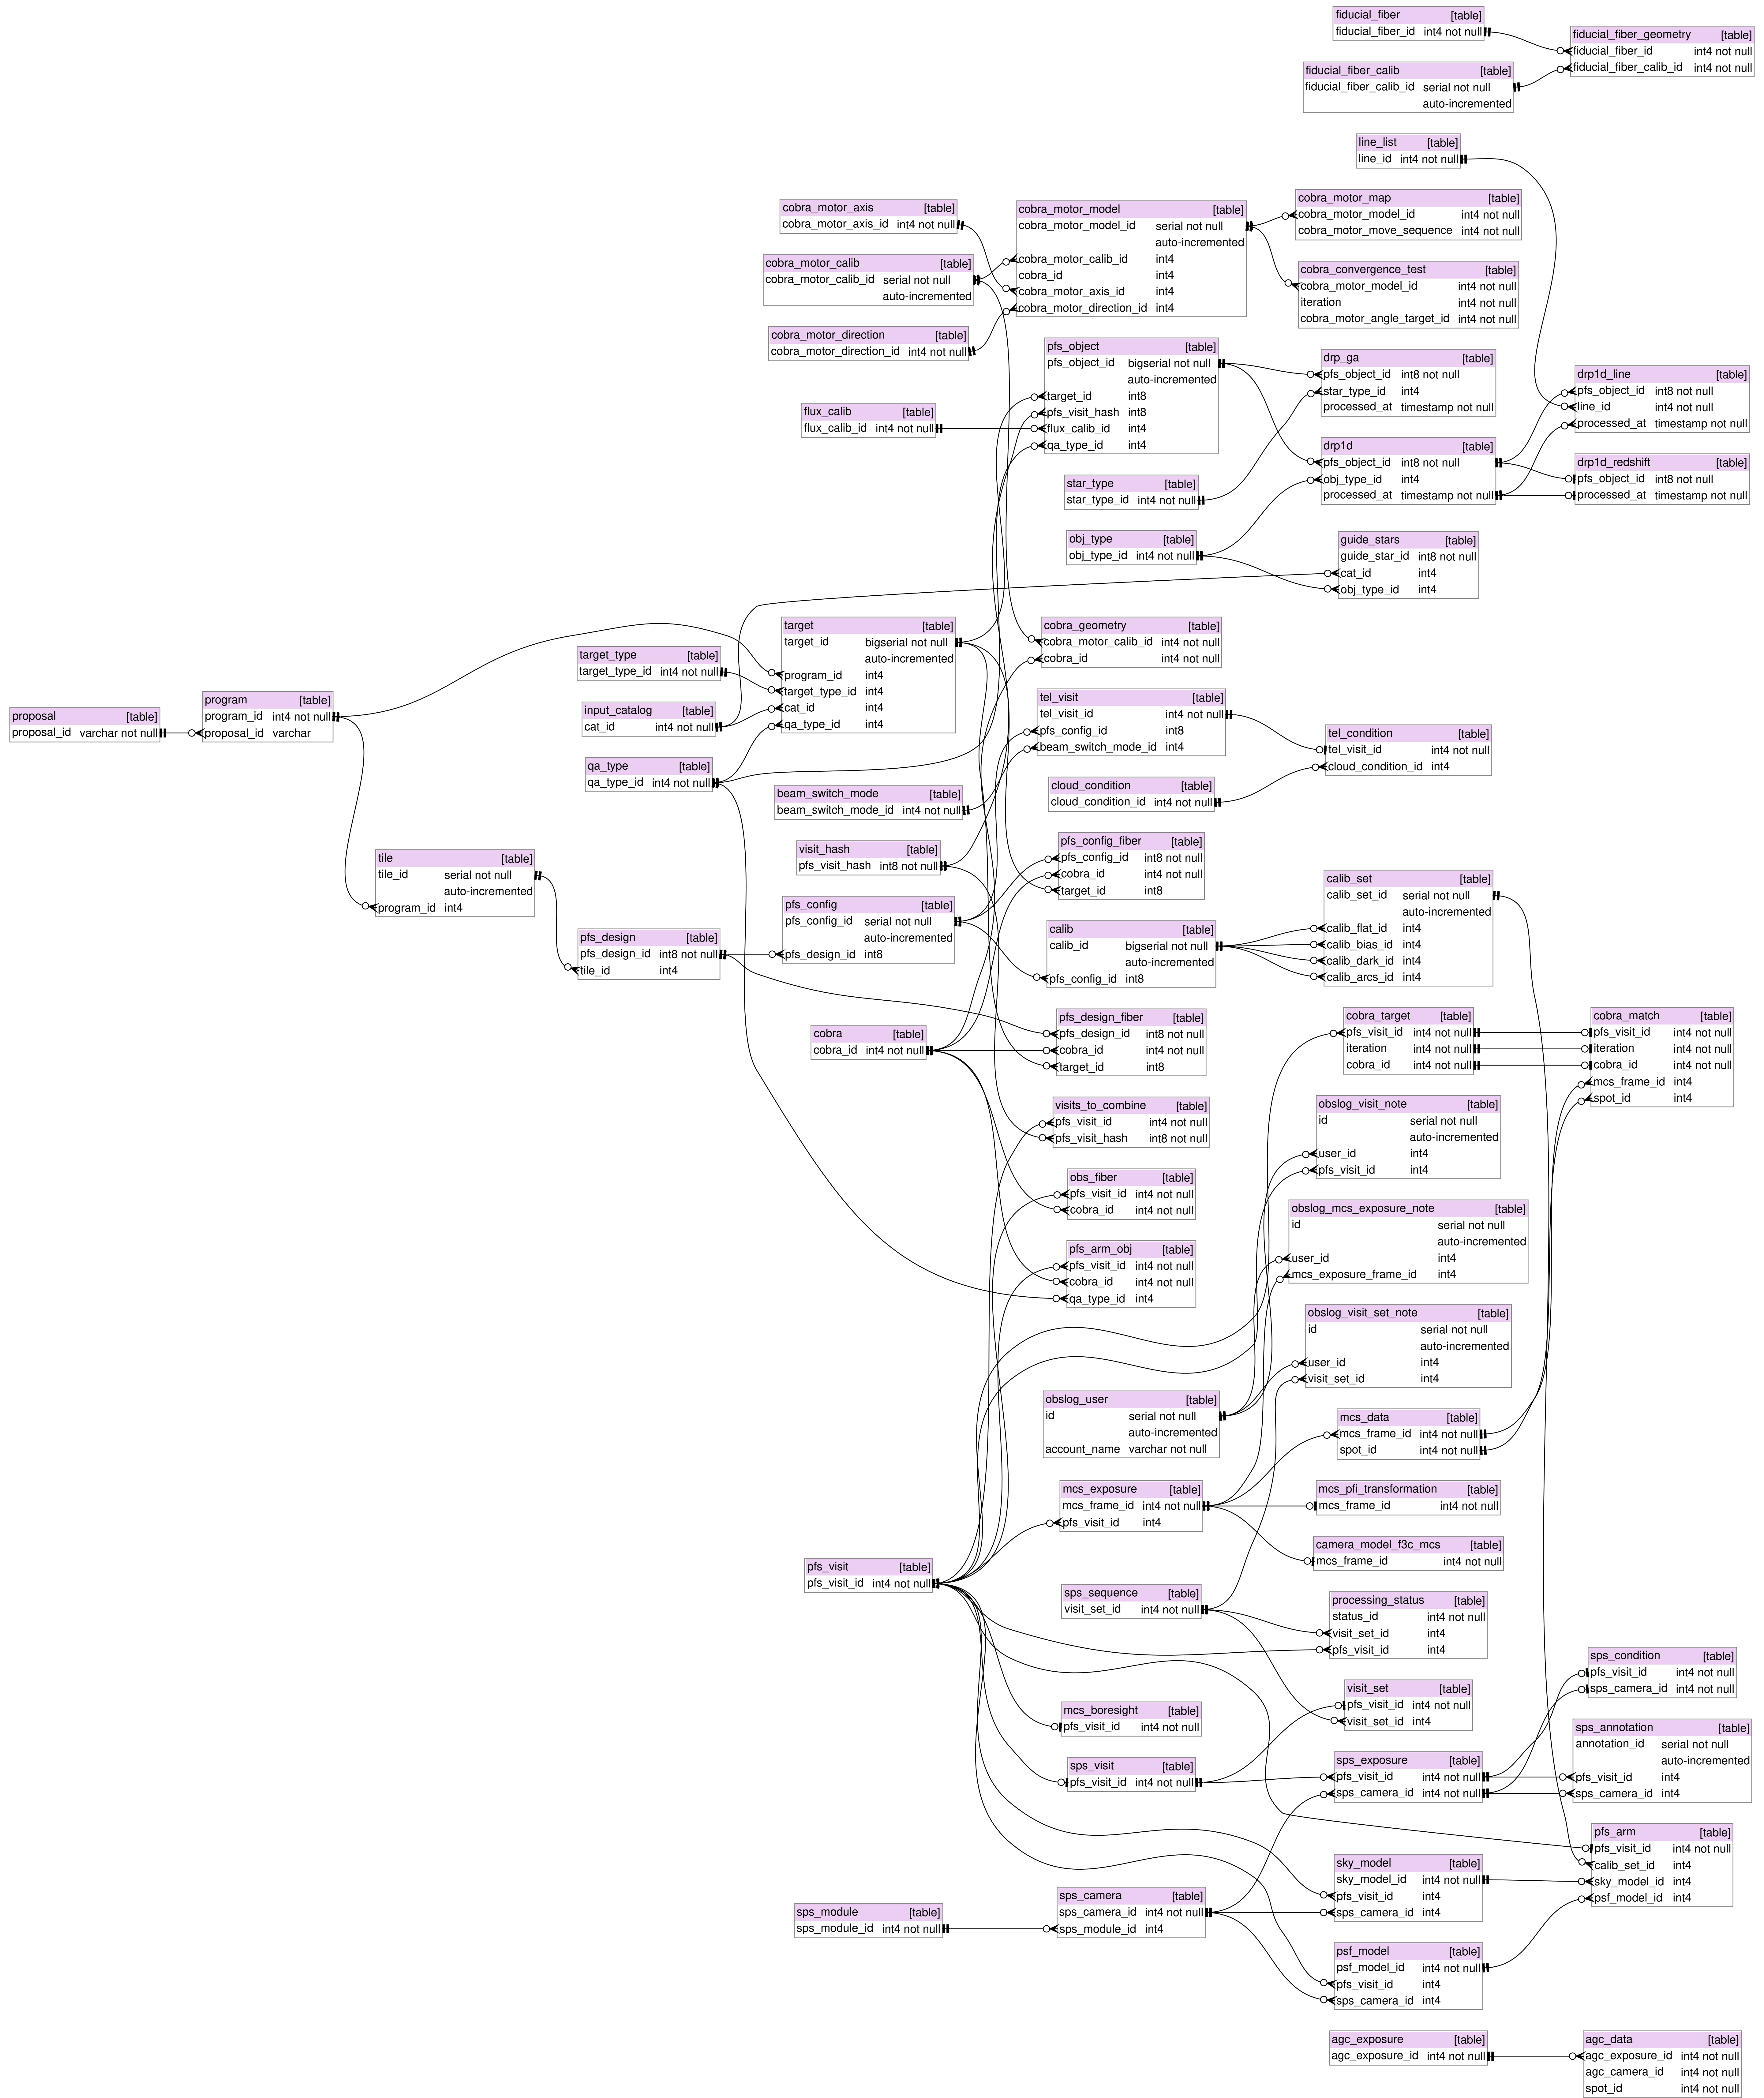 fiducial_fiber [table]
fiducial_fiber_id int4 not null
fiducial_fiber_geometry [table]
fiducial_fiber_id int4 not null
fiducial_fiber_calib_id int4 not null
fiducial_fiber_calib [table]
fiducial_fiber_calib_id serial not null
auto-incremented
line_list [table]
line_id int4 not null
cobra_motor_axis [table]
cobra_motor_axis_id int4 not null
cobra_motor_calib [table]
cobra_motor_calib_id serial not null
auto-incremented
cobra_motor_direction [table]
cobra_motor_direction_id int4 not null
cobra_motor_model [table]
cobra_motor_model_id serial not null
auto-incremented
cobra_motor_calib_id int4
cobra_id int4
cobra_motor_axis_id int4
cobra_motor_direction_id int4
cobra_motor_map [table]
cobra_motor_model_id int4 not null
cobra_motor_move_sequence int4 not null
cobra_convergence_test [table]
cobra_motor_model_id int4 not null
iteration int4 not null
cobra_motor_angle_target_id int4 not null
pfs_object [table]
pfs_object_id bigserial not null
auto-incremented
target_id int8
pfs_visit_hash int8
flux_calib_id int4
qa_type_id int4
flux_calib [table]
flux_calib_id int4 not null
drp_ga [table]
pfs_object_id int8 not null
star_type_id int4
processed_at timestamp not null
drp1d_line [table]
pfs_object_id int8 not null
line_id int4 not null
processed_at timestamp not null
drp1d [table]
pfs_object_id int8 not null
obj_type_id int4
processed_at timestamp not null
drp1d_redshift [table]
pfs_object_id int8 not null
processed_at timestamp not null
star_type [table]
star_type_id int4 not null
obj_type [table]
obj_type_id int4 not null
guide_stars [table]
guide_star_id int8 not null
cat_id int4
obj_type_id int4
target [table]
target_id bigserial not null
auto-incremented
program_id int4
target_type_id int4
cat_id int4
qa_type_id int4
target_type [table]
target_type_id int4 not null
input_catalog [table]
cat_id int4 not null
qa_type [table]
qa_type_id int4 not null
proposal [table]
proposal_id varchar not null
program [table]
program_id int4 not null
proposal_id varchar
cobra_geometry [table]
cobra_motor_calib_id int4 not null
cobra_id int4 not null
tel_visit [table]
tel_visit_id int4 not null
pfs_config_id int8
beam_switch_mode_id int4
tel_condition [table]
tel_visit_id int4 not null
cloud_condition_id int4
cloud_condition [table]
cloud_condition_id int4 not null
beam_switch_mode [table]
beam_switch_mode_id int4 not null
visit_hash [table]
pfs_visit_hash int8 not null
tile [table]
tile_id serial not null
auto-incremented
program_id int4
pfs_design [table]
pfs_design_id int8 not null
tile_id int4
pfs_config [table]
pfs_config_id serial not null
auto-incremented
pfs_design_id int8
pfs_config_fiber [table]
pfs_config_id int8 not null
cobra_id int4 not null
target_id int8
calib [table]
calib_id bigserial not null
auto-incremented
pfs_config_id int8
calib_set [table]
calib_set_id serial not null
auto-incremented
calib_flat_id int4
calib_bias_id int4
calib_dark_id int4
calib_arcs_id int4
cobra [table]
cobra_id int4 not null
pfs_design_fiber [table]
pfs_design_id int8 not null
cobra_id int4 not null
target_id int8
cobra_target [table]
pfs_visit_id int4 not null
iteration int4 not null
cobra_id int4 not null
cobra_match [table]
pfs_visit_id int4 not null
iteration int4 not null
cobra_id int4 not null
mcs_frame_id int4
spot_id int4
visits_to_combine [table]
pfs_visit_id int4 not null
pfs_visit_hash int8 not null
obslog_visit_note [table]
id serial not null
auto-incremented
user_id int4
pfs_visit_id int4
obs_fiber [table]
pfs_visit_id int4 not null
cobra_id int4 not null
obslog_mcs_exposure_note [table]
id serial not null
auto-incremented
user_id int4
mcs_exposure_frame_id int4
pfs_arm_obj [table]
pfs_visit_id int4 not null
cobra_id int4 not null
qa_type_id int4
obslog_visit_set_note [table]
id serial not null
auto-incremented
user_id int4
visit_set_id int4
obslog_user [table]
id serial not null
auto-incremented
account_name varchar not null
mcs_data [table]
mcs_frame_id int4 not null
spot_id int4 not null
mcs_exposure [table]
mcs_frame_id int4 not null
pfs_visit_id int4
mcs_pfi_transformation [table]
mcs_frame_id int4 not null
camera_model_f3c_mcs [table]
mcs_frame_id int4 not null
pfs_visit [table]
pfs_visit_id int4 not null
sps_sequence [table]
visit_set_id int4 not null
processing_status [table]
status_id int4 not null
visit_set_id int4
pfs_visit_id int4
sps_condition [table]
pfs_visit_id int4 not null
sps_camera_id int4 not null
mcs_boresight [table]
pfs_visit_id int4 not null
visit_set [table]
pfs_visit_id int4 not null
visit_set_id int4
sps_annotation [table]
annotation_id serial not null
auto-incremented
pfs_visit_id int4
sps_camera_id int4
sps_visit [table]
pfs_visit_id int4 not null
sps_exposure [table]
pfs_visit_id int4 not null
sps_camera_id int4 not null
pfs_arm [table]
pfs_visit_id int4 not null
calib_set_id int4
sky_model_id int4
psf_model_id int4
sky_model [table]
sky_model_id int4 not null
pfs_visit_id int4
sps_camera_id int4
sps_module [table]
sps_module_id int4 not null
sps_camera [table]
sps_camera_id int4 not null
sps_module_id int4
psf_model [table]
psf_model_id int4 not null
pfs_visit_id int4
sps_camera_id int4
agc_exposure [table]
agc_exposure_id int4 not null
agc_data [table]
agc_exposure_id int4 not null
agc_camera_id int4 not null
spot_id int4 not null